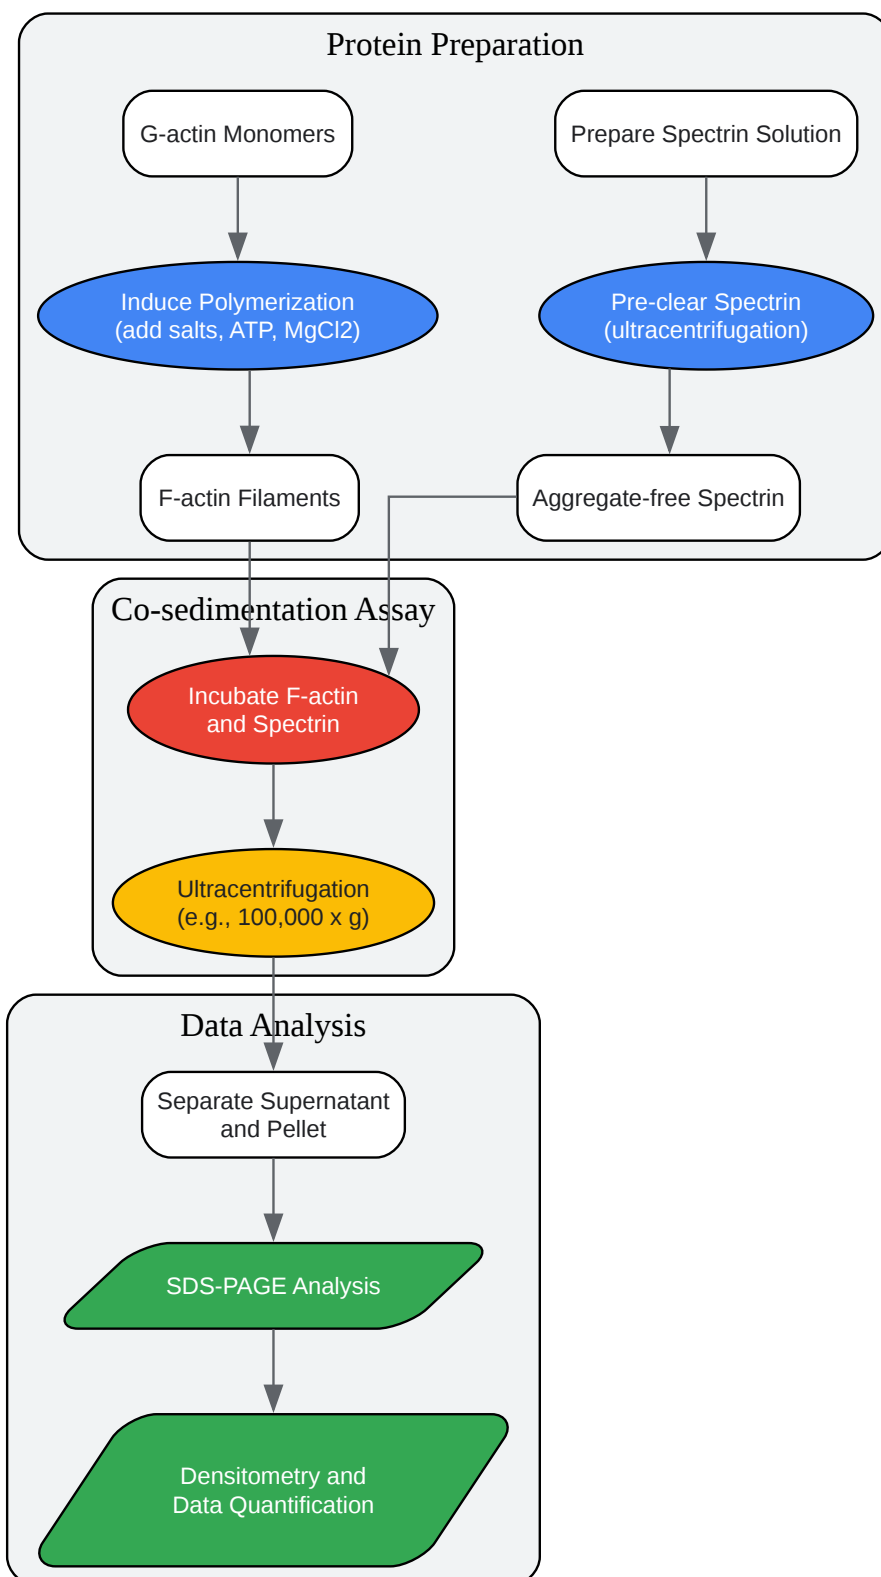 Protein Preparation
G-actin Monomers
Prepare Spectrin Solution
Induce Polymerization
(add salts, ATP, MgCl2)
Pre-clear Spectrin
(ultracentrifugation)
F-actin Filaments
Aggregate-free Spectrin
Co-sedimentation Assay
Incubate F-actin
and Spectrin
Ultracentrifugation
(e.g., 100,000 x g)
Data Analysis
Separate Supernatant
and Pellet
SDS-PAGE Analysis
Densitometry and
Data Quantification